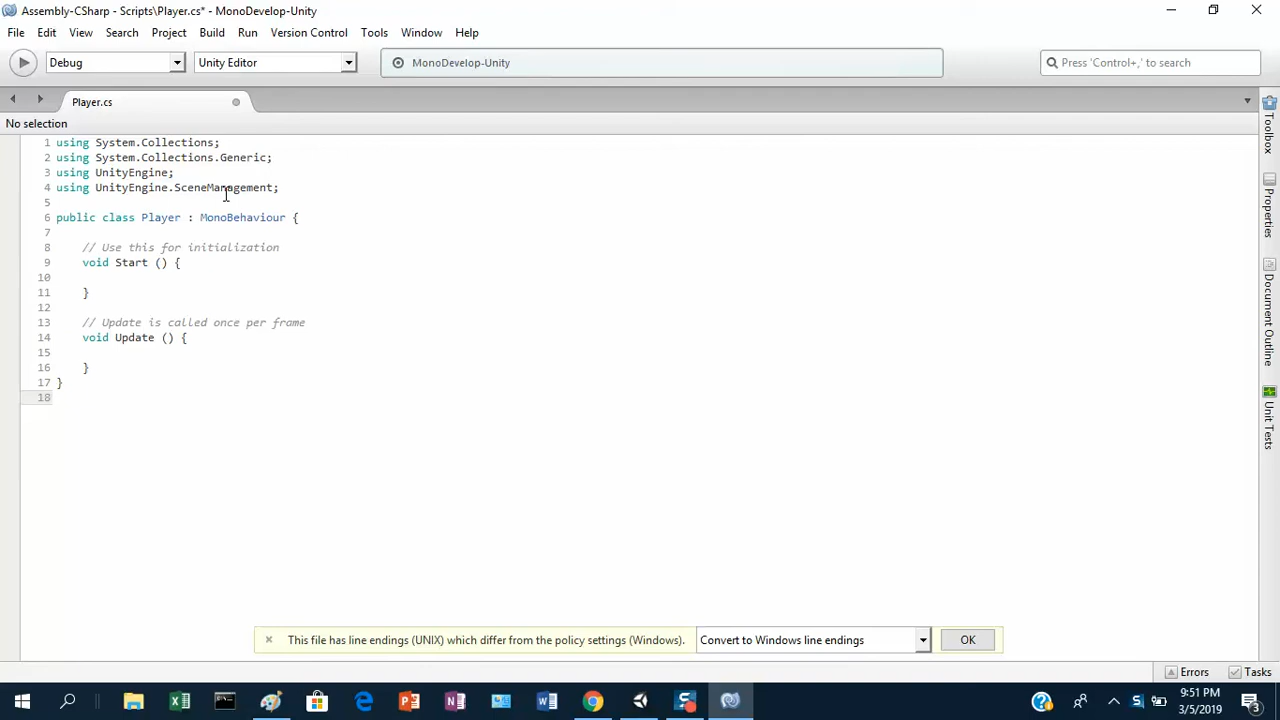 Assembly-CSharp - Scripts\Player.cs* - MonoDevelop-Unity
File Edit View Search Project Build Run Version Control Tools Window Help
Debug Unity Editor MonoDevelop-Unity Press 'Control+,' to search
Player.cs
No selection
1 using System.Collections;
2 using System.Collections.Generic;
3 using UnityEngine;
4 using UnityEngine.SceneManagement;
5
6 public class Player : MonoBehaviour {
7
8 // Use this for initialization
9 void Start () {
10
11 }
12
13 // Update is called once per frame
14 void Update () {
15
16 }
17 }
18
Toolbox
Properties
Document Outline
Unit Tests
This file has line endings (UNIX) which differ from the policy settings (Windows). Convert to Windows line endings OK
Errors Tasks
9:51 PM
3/5/2019
3